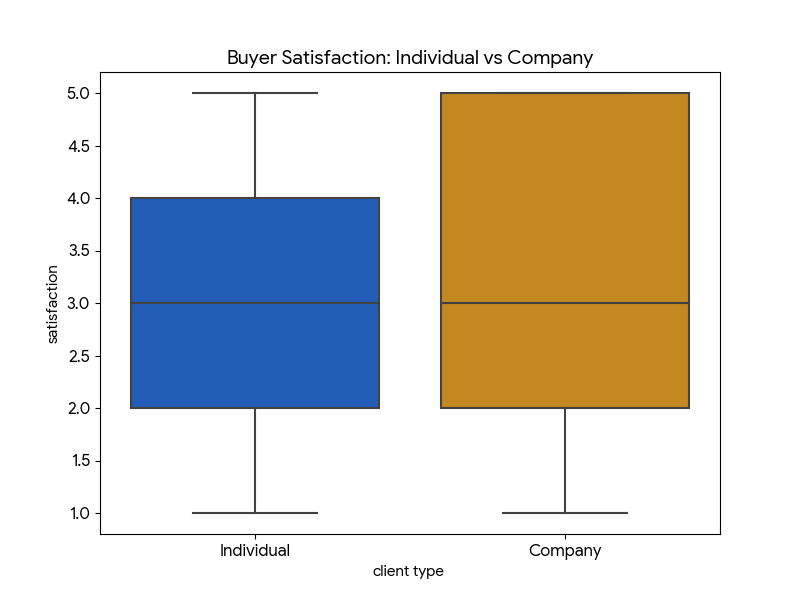 Buyer Satisfaction: Individual vs Company
satisfaction
5.0
4.5
4.0
3.5
3.0
2.5
2.0
1.5
1.0
Individual Company
client type